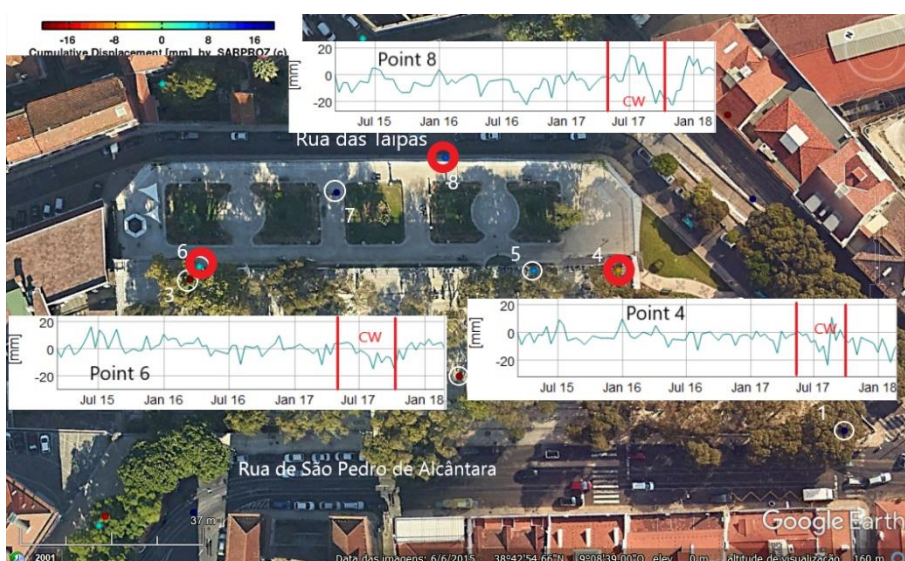 -16 -8 0 8 16
Cumulative Displacement [mm] by SARPROZ (c)
Point 8
[mm]
20
0
-20
CW
Jul 15 Jan 16 Jul 16 Jan 17 Jul 17 Jan 18
Rua das Taipas
8
7
6
5
4
3
Point 6
[mm]
20
0
-20
CW
Jul 15 Jan 16 Jul 16 Jan 17 Jul 17 Jan 18
Point 4
[mm]
20
0
-20
CW
Jul 15 Jan 16 Jul 16 Jan 17 Jul 17 Jan 18
1
Rua de São Pedro de Alcântara
37 m
Google Earth
2001
Data das imagens: 6/6/2015 38°42'54.66"N 9°08'39.00"O elev 0 m altitude de visualização 160 m